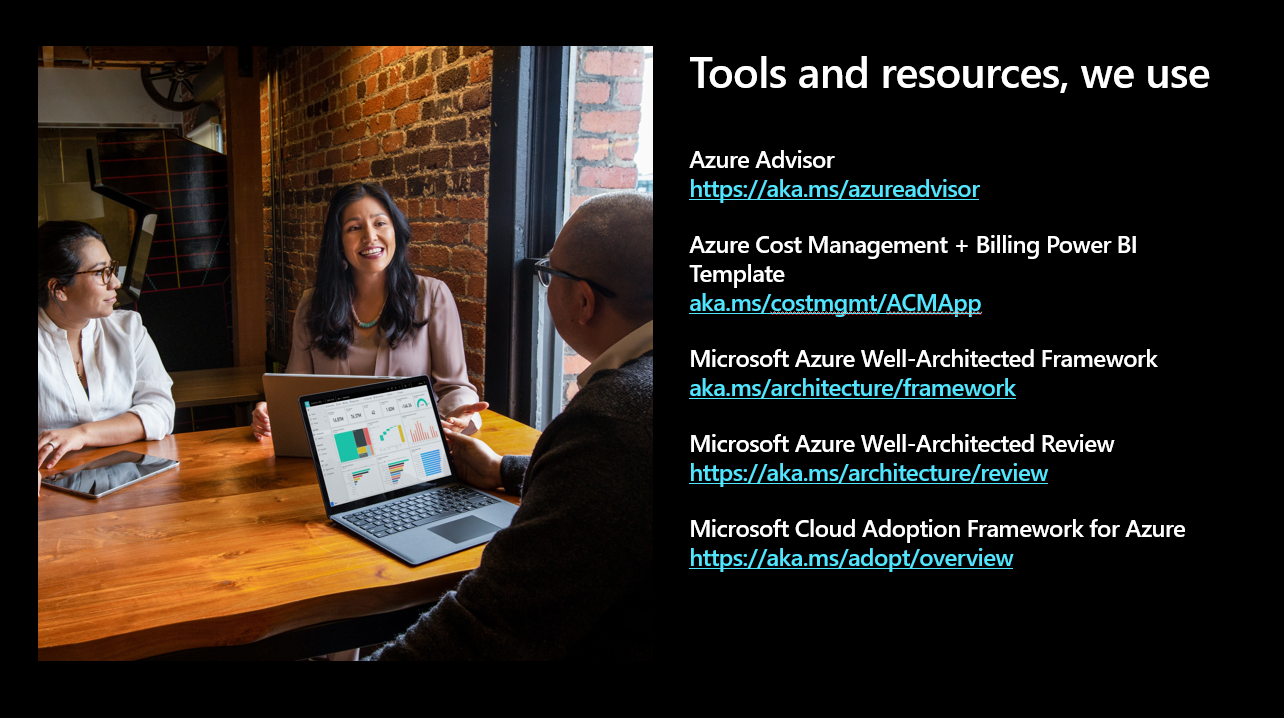 Tools and resources, we use
Azure Advisor
https://aka.ms/azureadvisor
Azure Cost Management + Billing Power BI
Template
aka.ms/costmgmt/ACMApp
Microsoft Azure Well-Architected Framework
aka.ms/architecture/framework
Microsoft Azure Well-Architected Review
https://aka.ms/architecture/review
Microsoft Cloud Adoption Framework for Azure
https://aka.ms/adopt/overview